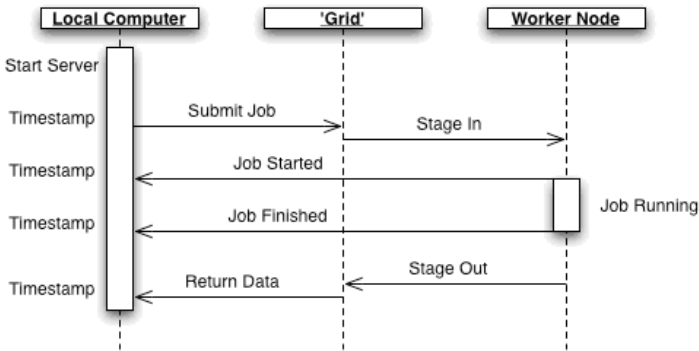 Local Computer
'Grid'
Worker Node
Start Server
Timestamp
Submit Job
Stage In
Timestamp
Job Started
Job Running
Timestamp
Job Finished
Stage Out
Timestamp
Return Data